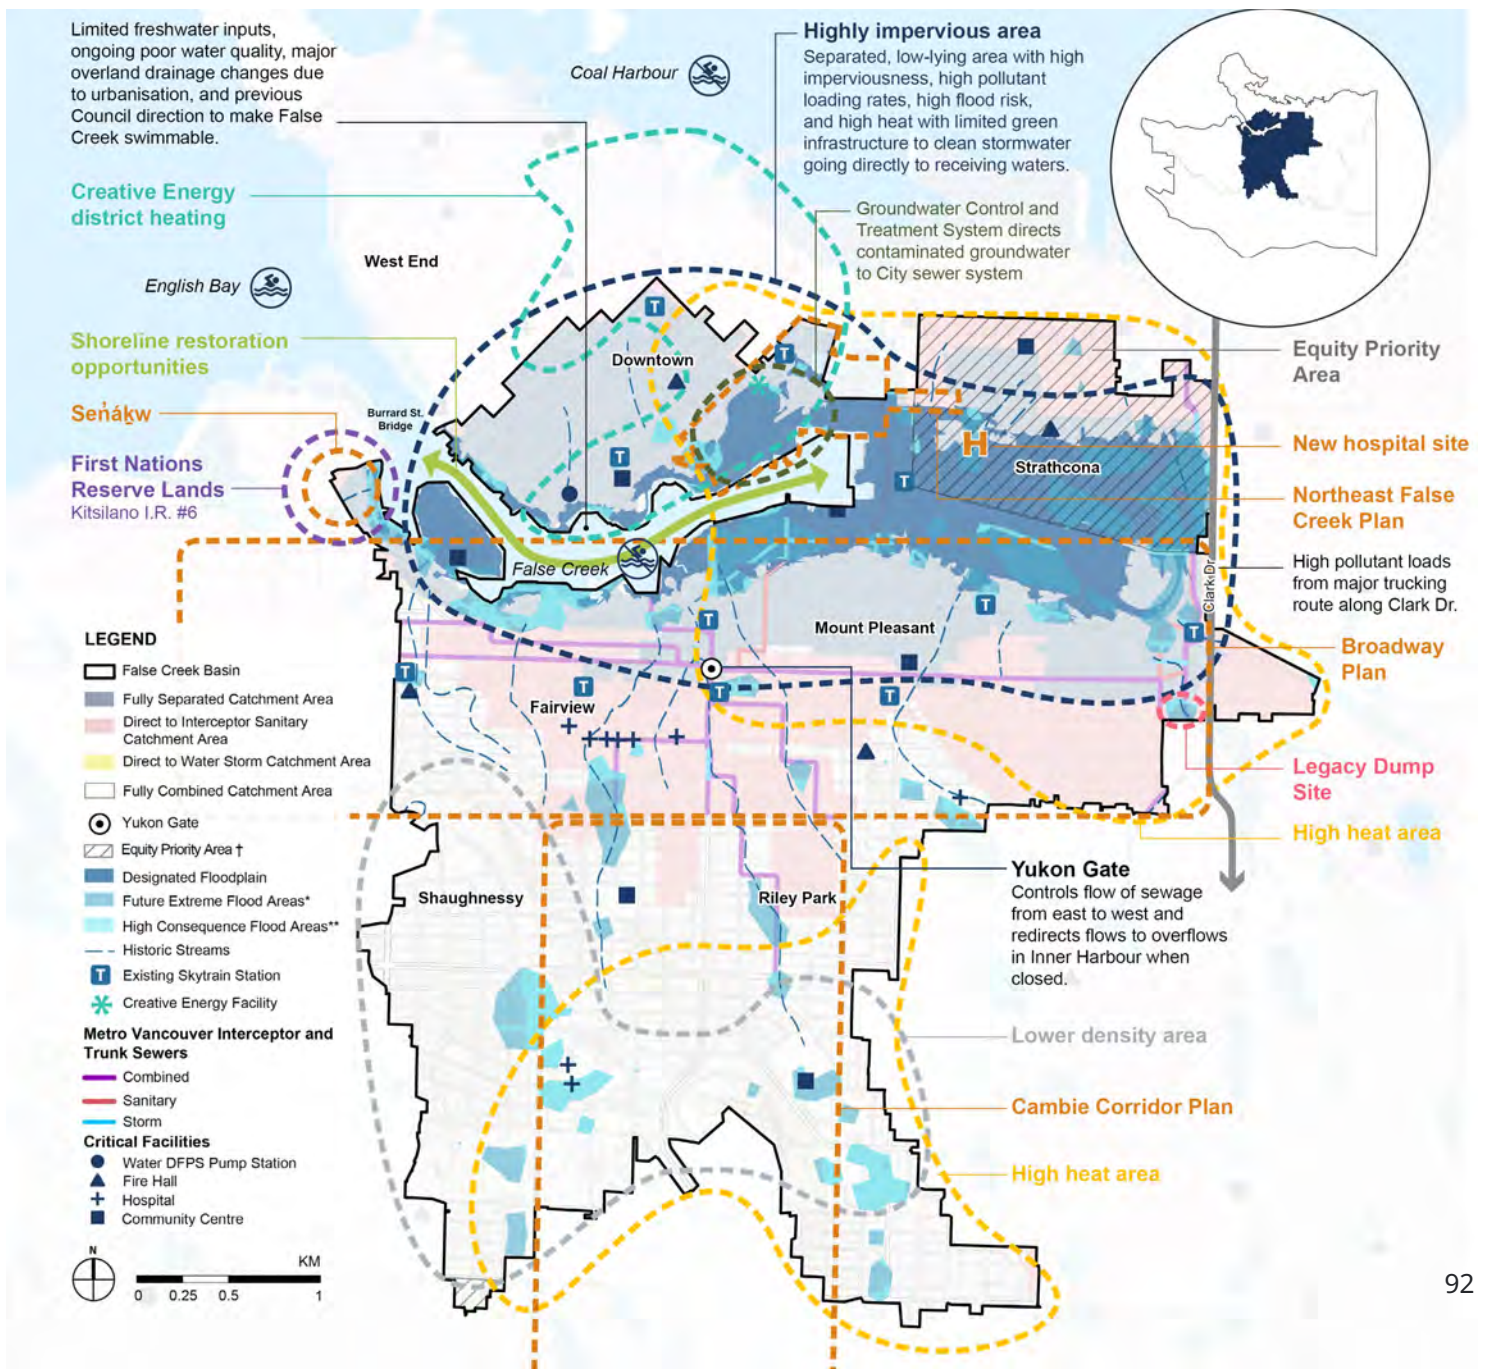 Limited freshwater inputs,
ongoing poor water quality, major
overland drainage changes due
to urbanisation, and previous
Council direction to make False
Creek swimmable.
Creative Energy
district heating
English Bay
Shoreline restoration
opportunities
Sen̓áḵw
First Nations
Reserve Lands
Kitsilano I.R. #6
Coal Harbour
Highly impervious area
Separated, low-lying area with high
imperviousness, high pollutant
loading rates, high flood risk,
and high heat with limited green
infrastructure to clean stormwater
going directly to receiving waters.
Groundwater Control and
Treatment System directs
contaminated groundwater
to City sewer system
West End
Downtown
Burrard St.
Bridge
False Creek
Strathcona
Mount Pleasant
Fairview
Shaughnessy
Riley Park
Clark Dr.
H
T
T
T
T
T
T
T
T
T
T
T
Equity Priority
Area
New hospital site
Northeast False
Creek Plan
High pollutant loads
from major trucking
route along Clark Dr.
Broadway
Plan
Legacy Dump
Site
High heat area
Yukon Gate
Controls flow of sewage
from east to west and
redirects flows to overflows
in Inner Harbour when
closed.
Lower density area
Cambie Corridor Plan
High heat area
LEGEND
False Creek Basin
Fully Separated Catchment Area
Direct to Interceptor Sanitary
Catchment Area
Direct to Water Storm Catchment Area
Fully Combined Catchment Area
Yukon Gate
Equity Priority Area †
Designated Floodplain
Future Extreme Flood Areas*
High Consequence Flood Areas**
Historic Streams
T Existing Skytrain Station
Creative Energy Facility
Metro Vancouver Interceptor and
Trunk Sewers
Combined
Sanitary
Storm
Critical Facilities
Water DFPS Pump Station
Fire Hall
Hospital
Community Centre
N
KM
0 0.25 0.5 1
92